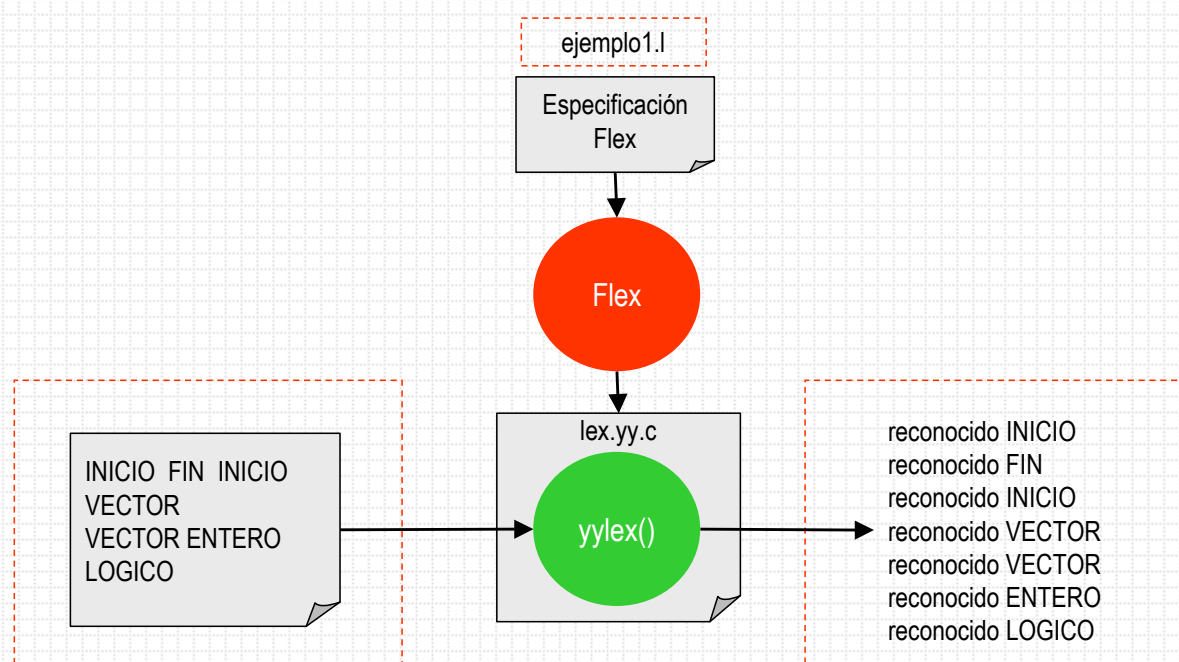 ejemplo1.l
Especificación
Flex
Flex
lex.yy.c
INICIO FIN INICIO
VECTOR
VECTOR ENTERO
LOGICO
yylex()
reconocido INICIO
reconocido FIN
reconocido INICIO
reconocido VECTOR
reconocido VECTOR
reconocido ENTERO
reconocido LOGICO